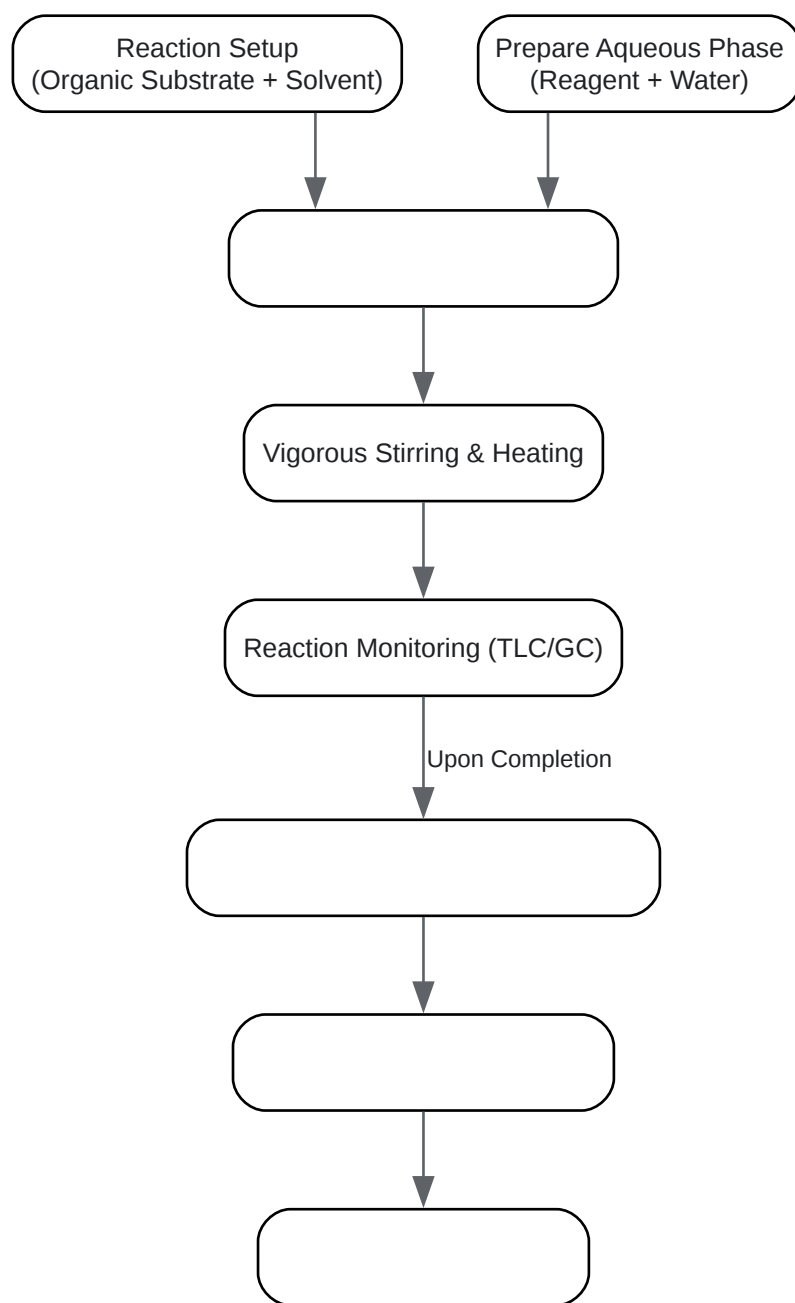 Reaction Setup
(Organic Substrate + Solvent)
Prepare Aqueous Phase
(Reagent + Water)
Vigorous Stirring & Heating
Reaction Monitoring (TLC/GC)
Upon Completion